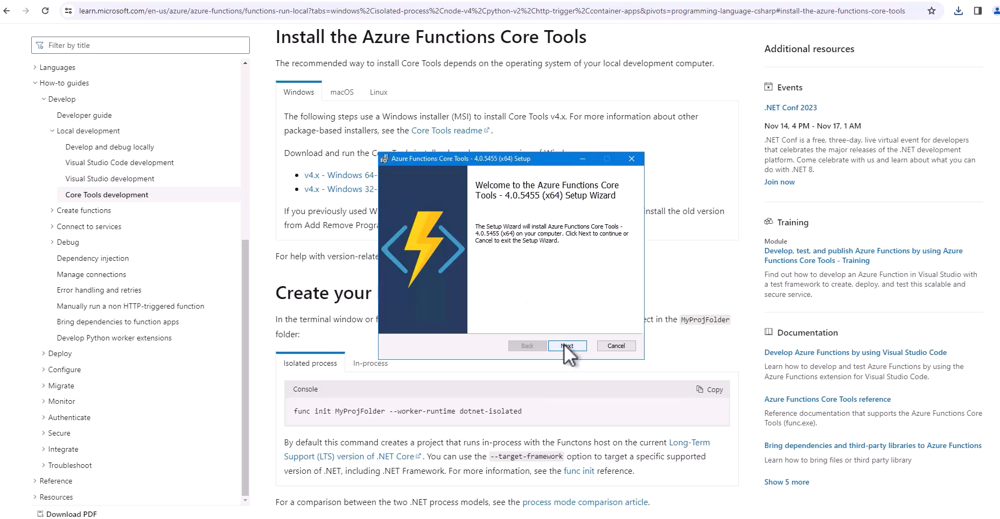 learn.microsoft.com/en-us/azure/azure-functions/functions-run-local?tabs=windows%2Cisolated-process%2Cnode-v4%2Cpython-v2%2Chttp-trigger%2Ccontainer-apps&pivots=programming-language-csharp#install-the-azure-functions-core-tools
Filter by title
Languages
How-to guides
Develop
Developer guide
Local development
Develop and debug locally
Visual Studio Code development
Visual Studio development
Core Tools development
Create functions
Connect to services
Debug
Dependency injection
Manage connections
Error handling and retries
Manually run a non HTTP-triggered function
Bring dependencies to function apps
Develop Python worker extensions
Deploy
Configure
Migrate
Monitor
Authenticate
Secure
Integrate
Troubleshoot
Reference
Resources
Download PDF
Install the Azure Functions Core Tools
The recommended way to install Core Tools depends on the operating system of your local development computer.
Windows macOS Linux
The following steps use a Windows installer (MSI) to install Core Tools v4.x. For more information about other
package-based installers, see the Core Tools readme.
Download and run the
v4.x - Windows 64-
v4.x - Windows 32-
If you previously used install the old version
from Add Remove
For help with
Azure Functions Core Tools - 4.0.5455 (x64) Setup
Welcome to the Azure Functions Core
Tools - 4.0.5455 (x64) Setup Wizard
The Setup Wizard will install Azure Functions Core Tools -
4.0.5455 (x64) on your computer. Click Next to continue or
Cancel to exit the Setup Wizard.
Back Next Cancel
Create your
In the terminal window or in the MyProjFolder
folder:
Isolated process In-process
Console Copy
func init MyProjFolder --worker-runtime dotnet-isolated
By default this command creates a project that runs in-process with the Functons host on the current Long-Term
Support (LTS) version of .NET Core. You can use the --target-framework option to target a specific supported
version of .NET, including .NET Framework. For more information, see the func init reference.
For a comparison between the two .NET process models, see the process mode comparison article.
Additional resources
Events
.NET Conf 2023
Nov 14, 4 PM - Nov 17, 1 AM
.NET Conf is a free, three-day, live virtual event for developers
that celebrates the major releases of the .NET development
platform. Come celebrate with us and learn about what you can
do with .NET 8.
Join now
Training
Module
Develop, test, and publish Azure Functions by using Azure
Functions Core Tools - Training
Find out how to develop an Azure Function in Visual Studio with
a test framework to create, deploy, and test this scalable and
secure service.
Documentation
Develop Azure Functions by using Visual Studio Code
Learn how to develop and test Azure Functions by using the
Azure Functions extension for Visual Studio Code.
Azure Functions Core Tools reference
Reference documentation that supports the Azure Functions Core
Tools (func.exe).
Bring dependencies and third-party libraries to Azure Functions
Learn how to bring files or third party library
Show 5 more